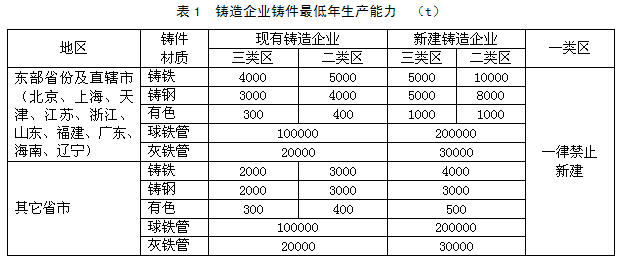 表1 铸造企业铸件最低年生产能力 (t)
地区 铸件材质 现有铸造企业 新建铸造企业 一类区
三类区 二类区 三类区 二类区
东部省份及直辖市(北京、上海、天津、江苏、浙江、山东、福建、广东、海南、辽宁) 铸铁 4000 5000 5000 10000 一律禁止新建
铸钢 3000 4000 5000 8000
有色 300 400 1000 1000
球铁管 100000 200000
灰铁管 20000 30000
其它省市 铸铁 2000 3000 4000
铸钢 2000 3000 3000
有色 300 400 500
球铁管 100000 200000
灰铁管 20000 30000